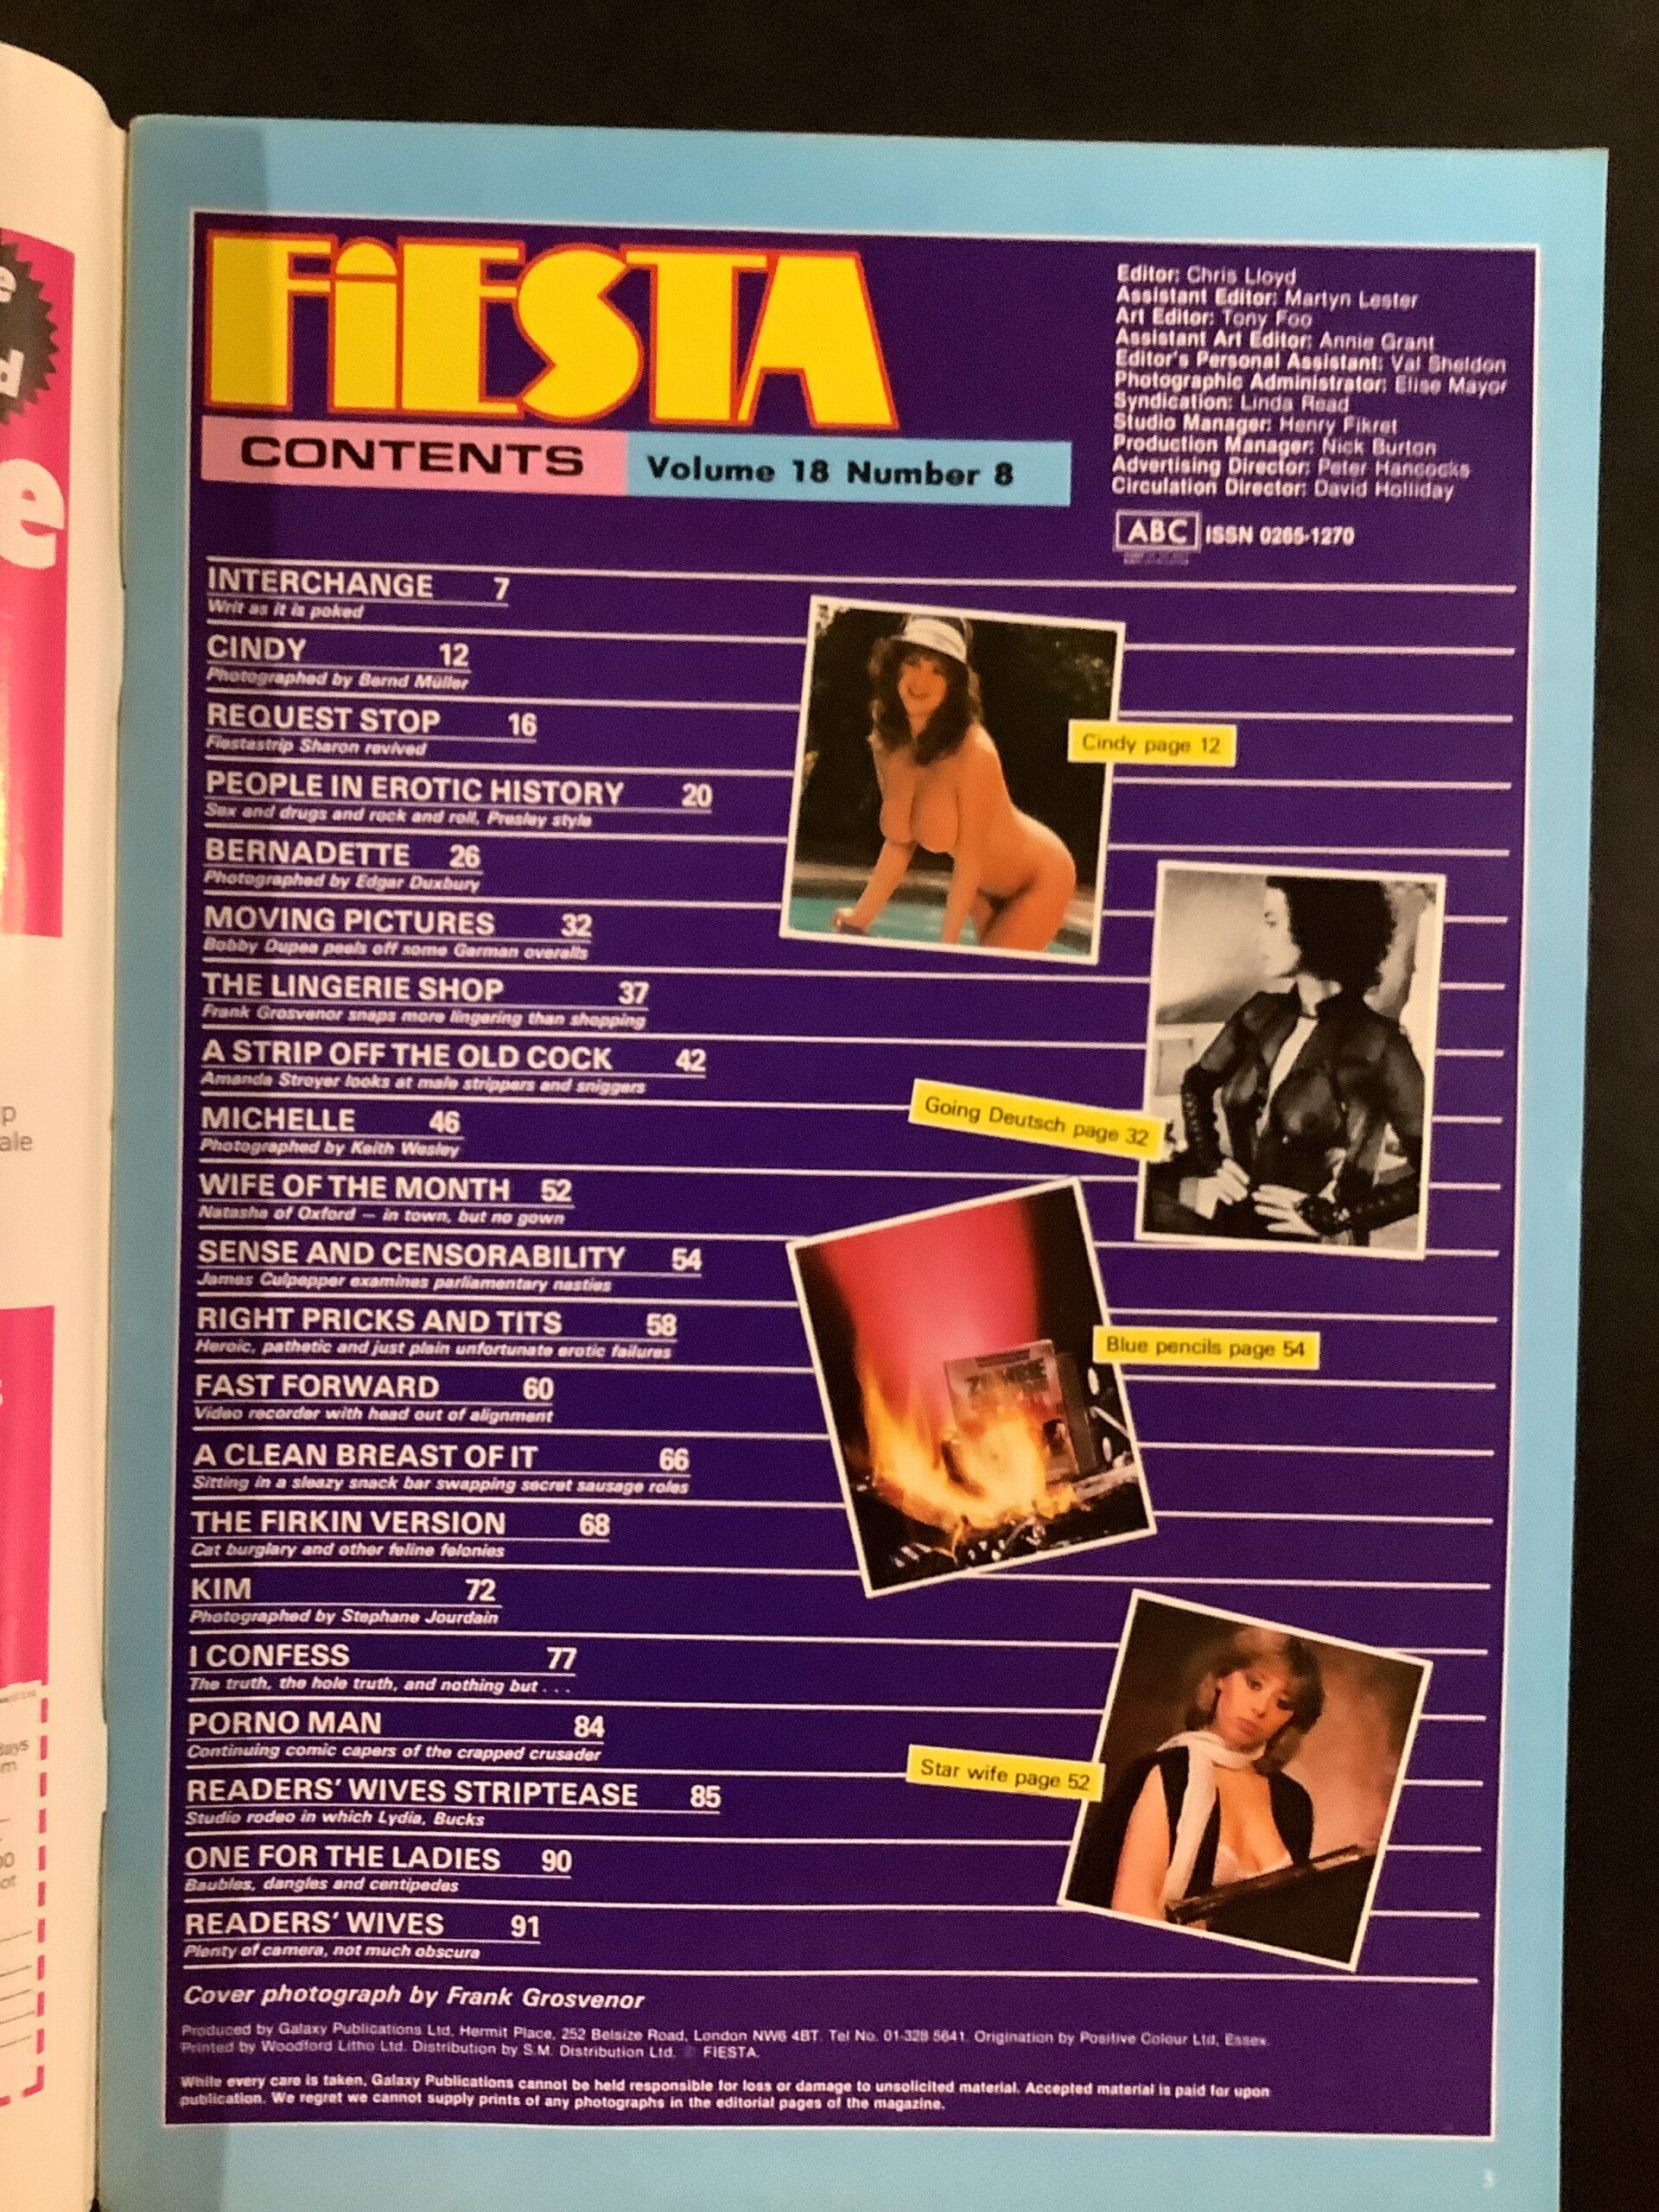 FiESTA
CONTENTS
Volume 18 Number 8
Editor: Chris Lloyd
Assistant Editor: Martyn Lester
Art Editor: Tony Foo
Assistant Art Editor: Annie Grant
Editor's Personal Assistant: Val Sheldon
Photographic Administrator: Elise Mayor
Syndication: Linda Read
Studio Manager: Henry Fikret
Production Manager: Nick Burton
Advertising Director: Peter Hancocks
Circulation Director: David Holliday
ABC ISSN 0265-1270
INTERCHANGE 7
Writ as it is poked
CINDY 12
Photographed by Bernd Müller
REQUEST STOP 16
Fiestastrip Sharon revived
PEOPLE IN EROTIC HISTORY 20
Sex and drugs and rock and roll, Presley style
BERNADETTE 26
Photographed by Edgar Duxbury
MOVING PICTURES 32
Bobby Dupea peels off some German overalls
THE LINGERIE SHOP 37
Frank Grosvenor snaps more lingering than shopping
A STRIP OFF THE OLD COCK 42
Amanda Stroyer looks at male strippers and sniggers
MICHELLE 46
Photographed by Keith Wesley
WIFE OF THE MONTH 52
Natasha of Oxford — in town, but no gown
SENSE AND CENSORABILITY 54
James Culpepper examines parliamentary nasties
RIGHT PRICKS AND TITS 58
Heroic, pathetic and just plain unfortunate erotic failures
FAST FORWARD 60
Video recorder with head out of alignment
A CLEAN BREAST OF IT 66
Sitting in a sleazy snack bar swapping secret sausage roles
THE FIRKIN VERSION 68
Cat burglary and other feline felonies
KIM 72
Photographed by Stephane Jourdain
I CONFESS 77
The truth, the hole truth, and nothing but . . .
PORNO MAN 84
Continuing comic capers of the crapped crusader
READERS' WIVES STRIPTEASE 85
Studio rodeo in which Lydia, Bucks
ONE FOR THE LADIES 90
Baubles, dangles and centipedes
READERS' WIVES 91
Plenty of camera, not much obscura
Cindy page 12
Going Deutsch page 32
Blue pencils page 54
Star wife page 52
Cover photograph by Frank Grosvenor
Produced by Galaxy Publications Ltd, Hermit Place, 252 Belsize Road, London NW6 4BT. Tel No. 01-328 5641. Origination by Positive Colour Ltd, Essex.
Printed by Woodford Litho Ltd. Distribution by S.M. Distribution Ltd. © FIESTA.
While every care is taken, Galaxy Publications cannot be held responsible for loss or damage to unsolicited material. Accepted material is paid for upon
publication. We regret we cannot supply prints of any photographs in the editorial pages of the magazine.
3